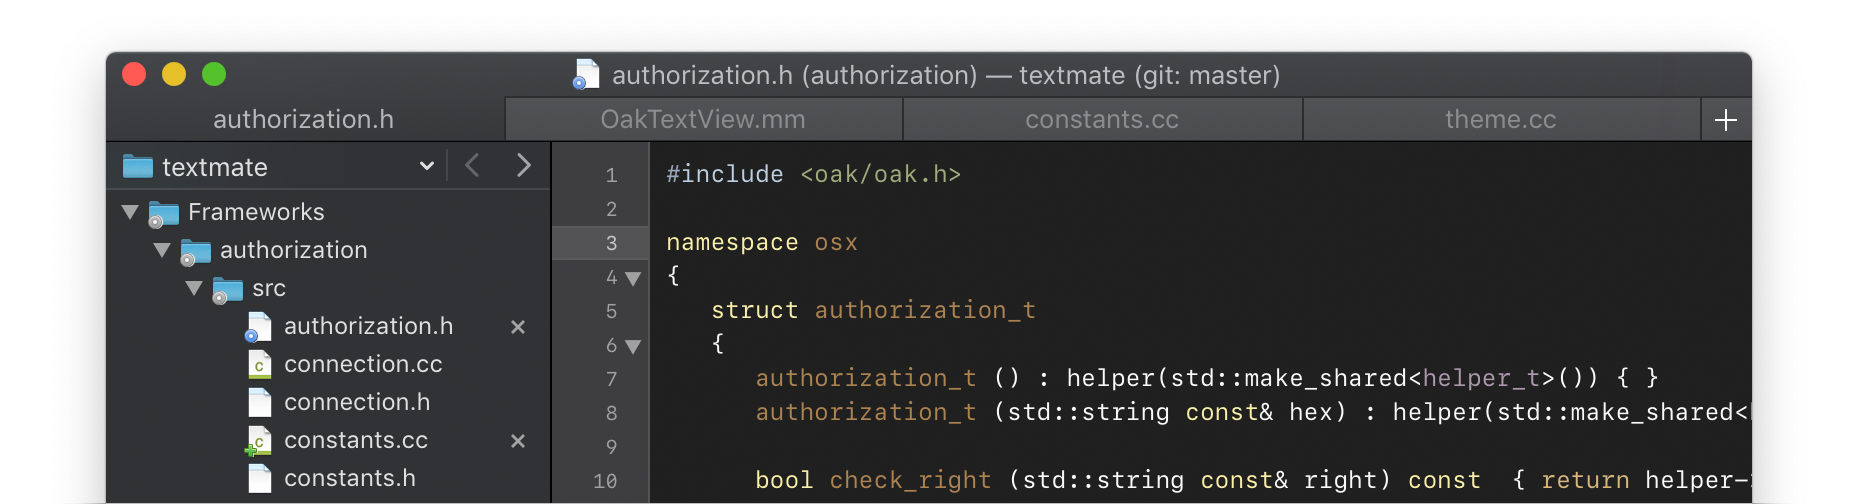 authorization.h (authorization) — textmate (git: master)
authorization.h
OakTextView.mm
constants.cc
theme.cc
textmate
Frameworks
authorization
src
authorization.h
connection.cc
connection.h
constants.cc
constants.h
1 #include <oak/oak.h>
2
3 namespace osx
4 {
5 struct authorization_t
6 {
7 authorization_t () : helper(std::make_shared<helper_t>()) { }
8 authorization_t (std::string const& hex) : helper(std::make_shared<
9
10 bool check_right (std::string const& right) const { return helper-